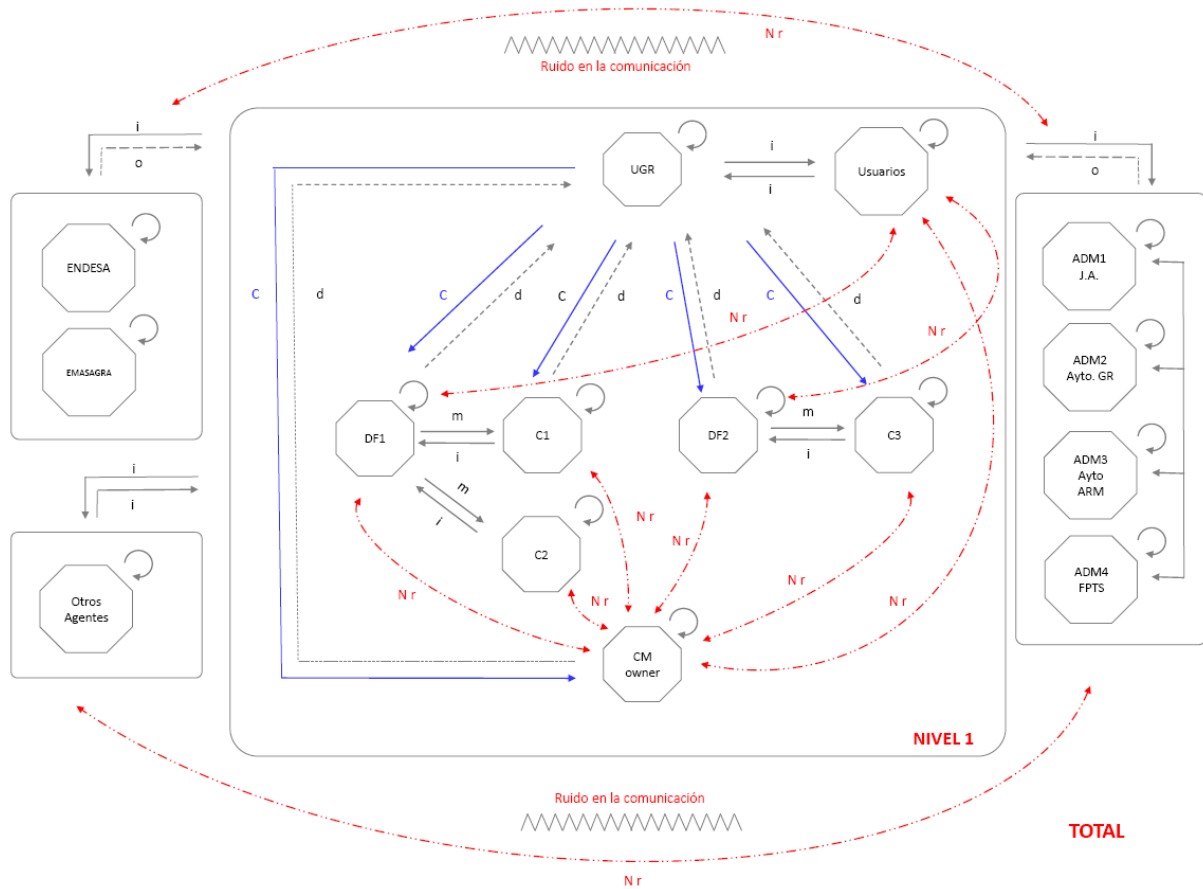 N r
Ruido en la comunicación
i
o
i
o
UGR
i
i
Usuarios
ENDESA
EMASAGRA
ADM1
J.A.
ADM2
Ayto. GR
ADM3
Ayto
ARM
ADM4
FPTS
C
d
C
d
C
d
C
d
C
d
N r
N r
DF1
m
i
C1
DF2
m
i
C3
m
i
C2
i
i
Otros
Agentes
N r
N r
N r
N r
N r
N r
CM
owner
NIVEL 1
Ruido en la comunicación
TOTAL
N r